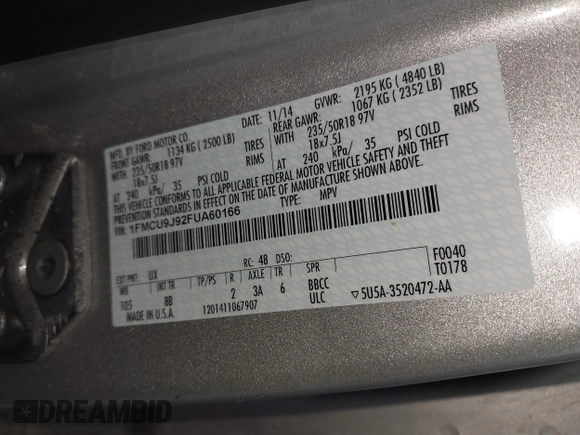 MFD. BY FORD MOTOR CO.
DATE: 11/14 GVWR: 2195 KG ( 4840 LB)
FRONT GAWR: 1134 KG ( 2500 LB) REAR GAWR: 1067 KG ( 2352 LB)
WITH 235/50R18 97V TIRES WITH 235/50R18 97V TIRES
18x7.5J RIMS 18x7.5J RIMS
AT 240 kPa/ 35 PSI COLD AT 240 kPa/ 35 PSI COLD
THIS VEHICLE CONFORMS TO ALL APPLICABLE FEDERAL MOTOR VEHICLE SAFETY AND THEFT
PREVENTION STANDARDS IN EFFECT ON THE DATE OF MANUFACTURE SHOWN ABOVE.
VIN: 1FMCU9J92FUA60166 TYPE: MPV
EXT PNT: UX RC: 48 DSO: F0040
WB INT TR TP/PS R AXLE TR SPR T0178
105 8B 2 3A 6 BBCC
MADE IN U.S.A. 1201411067907 ULC ▽5U5A-3520472-AA
DREAMBID